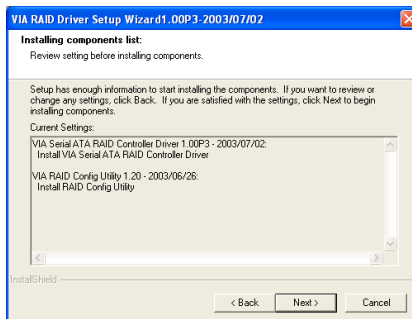 VIA RAID Driver Setup Wizard1.00P3-2003/07/02
Installing components list:
Review setting before installing components.
Setup has enough information to start installing the components. If you want to review or
change any settings, click Back. If you are satisfied with the settings, click Next to begin
installing components.
Current Settings:
VIA Serial ATA RAID Controller Driver 1.00P3 - 2003/07/02:
Install VIA Serial ATA RAID Controller Driver
VIA RAID Config Utility 1.20 - 2003/06/26:
Install RAID Config Utility
InstallShield
< Back Next > Cancel